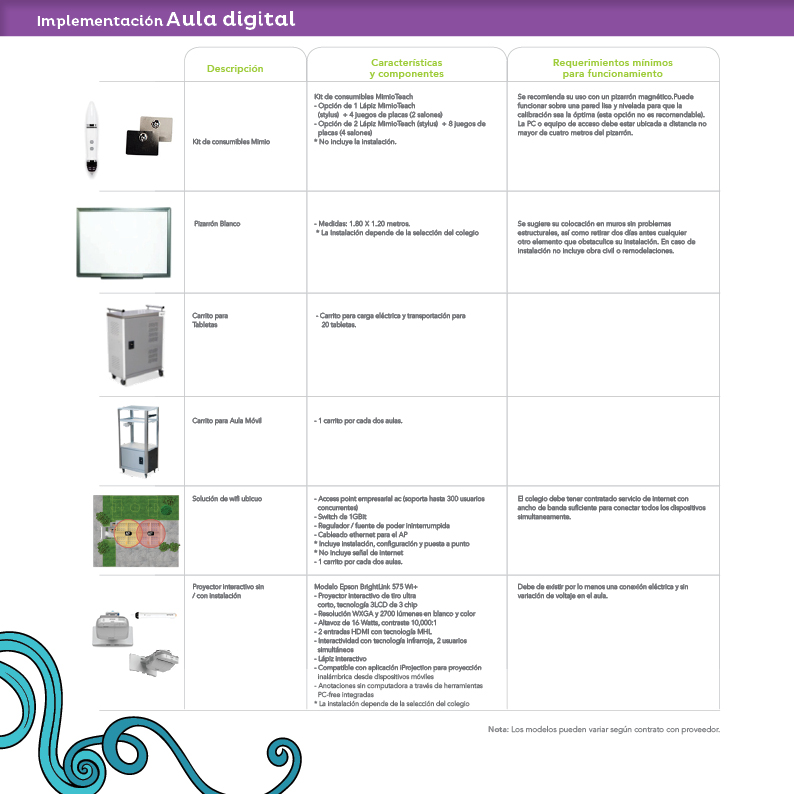 Implementación Aula digital
Descripción
Características
y componentes
Requerimientos mínimos
para funcionamiento
Kit de consumibles Mimio
Kit de consumibles MimioTeach
- Opción de 1 Lápiz MimioTeach
(stylus) + 4 juegos de placas (2 salones)
- Opción de 2 Lápiz MimioTeach (stylus) + 8 juegos de
placas (4 salones)
* No incluye la instalación.
Se recomienda su uso con un pizarrón magnético.Puede
funcionar sobre una pared lisa y nivelada para que la
calibración sea la óptima (esta opción no es recomendable).
La PC o equipo de acceso debe estar ubicada a distancia no
mayor de cuatro metros del pizarrón.
Pizarrón Blanco
- Medidas: 1.80 X 1.20 metros.
* La instalación depende de la selección del colegio
Se sugiere su colocación en muros sin problemas
estructurales, así como retirar dos días antes cualquier
otro elemento que obstaculice su instalación. En caso de
instalación no incluye obra civil o remodelaciones.
Carrito para
Tabletas
- Carrito para carga eléctrica y transportación para
20 tabletas.
Carrito para Aula Móvil
- 1 carrito por cada dos aulas.
Solución de wifi ubicuo
- Access point empresarial ac (soporta hasta 300 usuarios
concurrentes)
- Switch de 1GBit
- Regulador / fuente de poder ininterrumpida
- Cableado ethernet para el AP
* Incluye instalación, configuración y puesta a punto
* No incluye señal de internet
- 1 carrito por cada dos aulas.
El colegio debe tener contratado servicio de internet con
ancho de banda suficiente para conectar todos los dispositivos
simultaneamente.
Proyector interactivo sin
/ con instalación
Modelo Epson BrightLink 575 Wi+
- Proyector interactivo de tiro ultra
corto, tecnología 3LCD de 3 chip
- Resolución WXGA y 2700 lúmenes en blanco y color
- Altavoz de 16 Watts, contraste 10,000:1
- 2 entradas HDMI con tecnología MHL
- Interactividad con tecnología infrarroja, 2 usuarios
simultáneos
- Lápiz interactivo
- Compatible con aplicación iProjection para proyección
inalámbrica desde dispositivos móviles
- Anotaciones sin computadora a través de herramientas
PC-free integradas
* La instalación depende de la selección del colegio
Debe de existir por lo menos una conexión eléctrica y sin
variación de voltaje en el aula.
Nota: Los modelos pueden variar según contrato con proveedor.